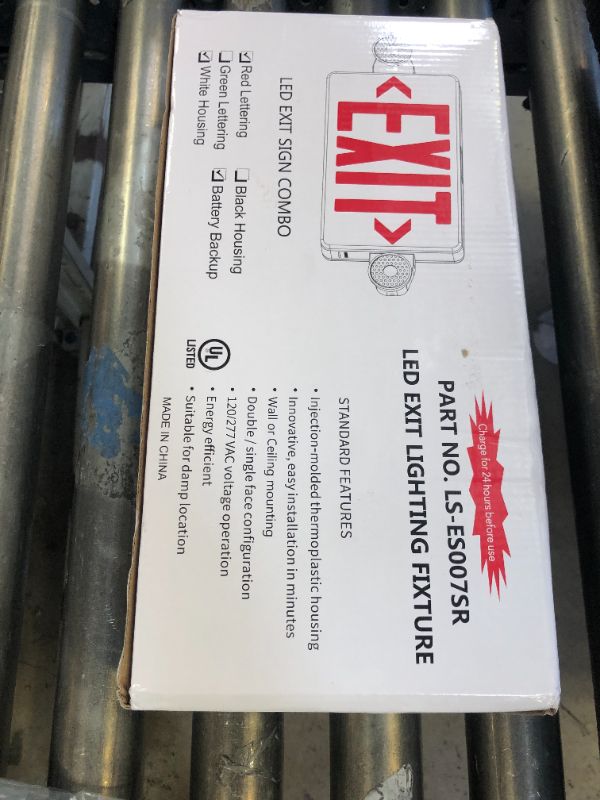 EXIT
LED EXIT SIGN COMBO
☑ Red Lettering
☐ Green Lettering
☑ White Housing
☐ Black Housing
☑ Battery Backup
Charge for 24 hours before use
PART NO. LS-ES007SR
LED EXIT LIGHTING FIXTURE
STANDARD FEATURES
• Injection-molded thermoplastic housing
• Innovative, easy installation in minutes
• Wall or Ceiling mounting
• Double / single face configuration
• 120/277 VAC voltage operation
• Energy efficient
• Suitable for damp location
UL
LISTED
MADE IN CHINA